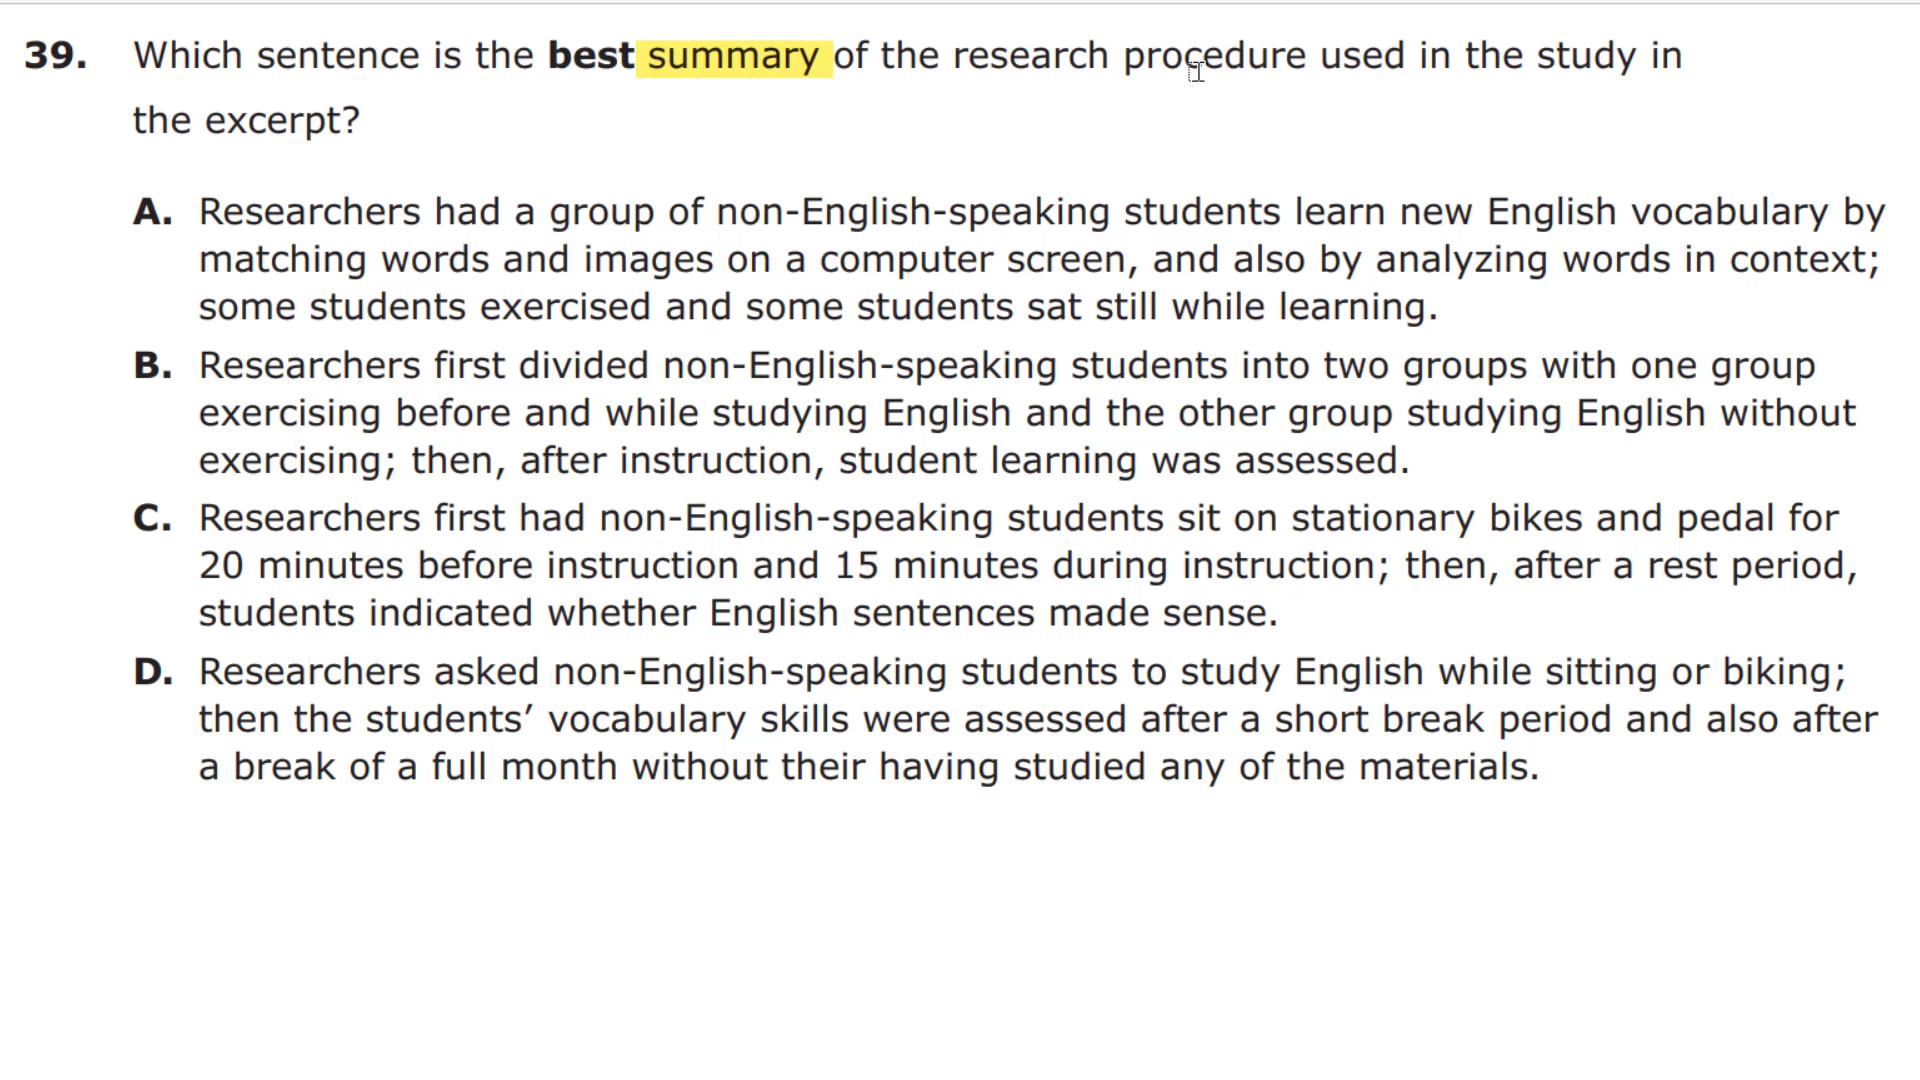 39. Which sentence is the best summary of the research procedure used in the study in
the excerpt?
A. Researchers had a group of non-English-speaking students learn new English vocabulary by
matching words and images on a computer screen, and also by analyzing words in context;
some students exercised and some students sat still while learning.
B. Researchers first divided non-English-speaking students into two groups with one group
exercising before and while studying English and the other group studying English without
exercising; then, after instruction, student learning was assessed.
C. Researchers first had non-English-speaking students sit on stationary bikes and pedal for
20 minutes before instruction and 15 minutes during instruction; then, after a rest period,
students indicated whether English sentences made sense.
D. Researchers asked non-English-speaking students to study English while sitting or biking;
then the students’ vocabulary skills were assessed after a short break period and also after
a break of a full month without their having studied any of the materials.